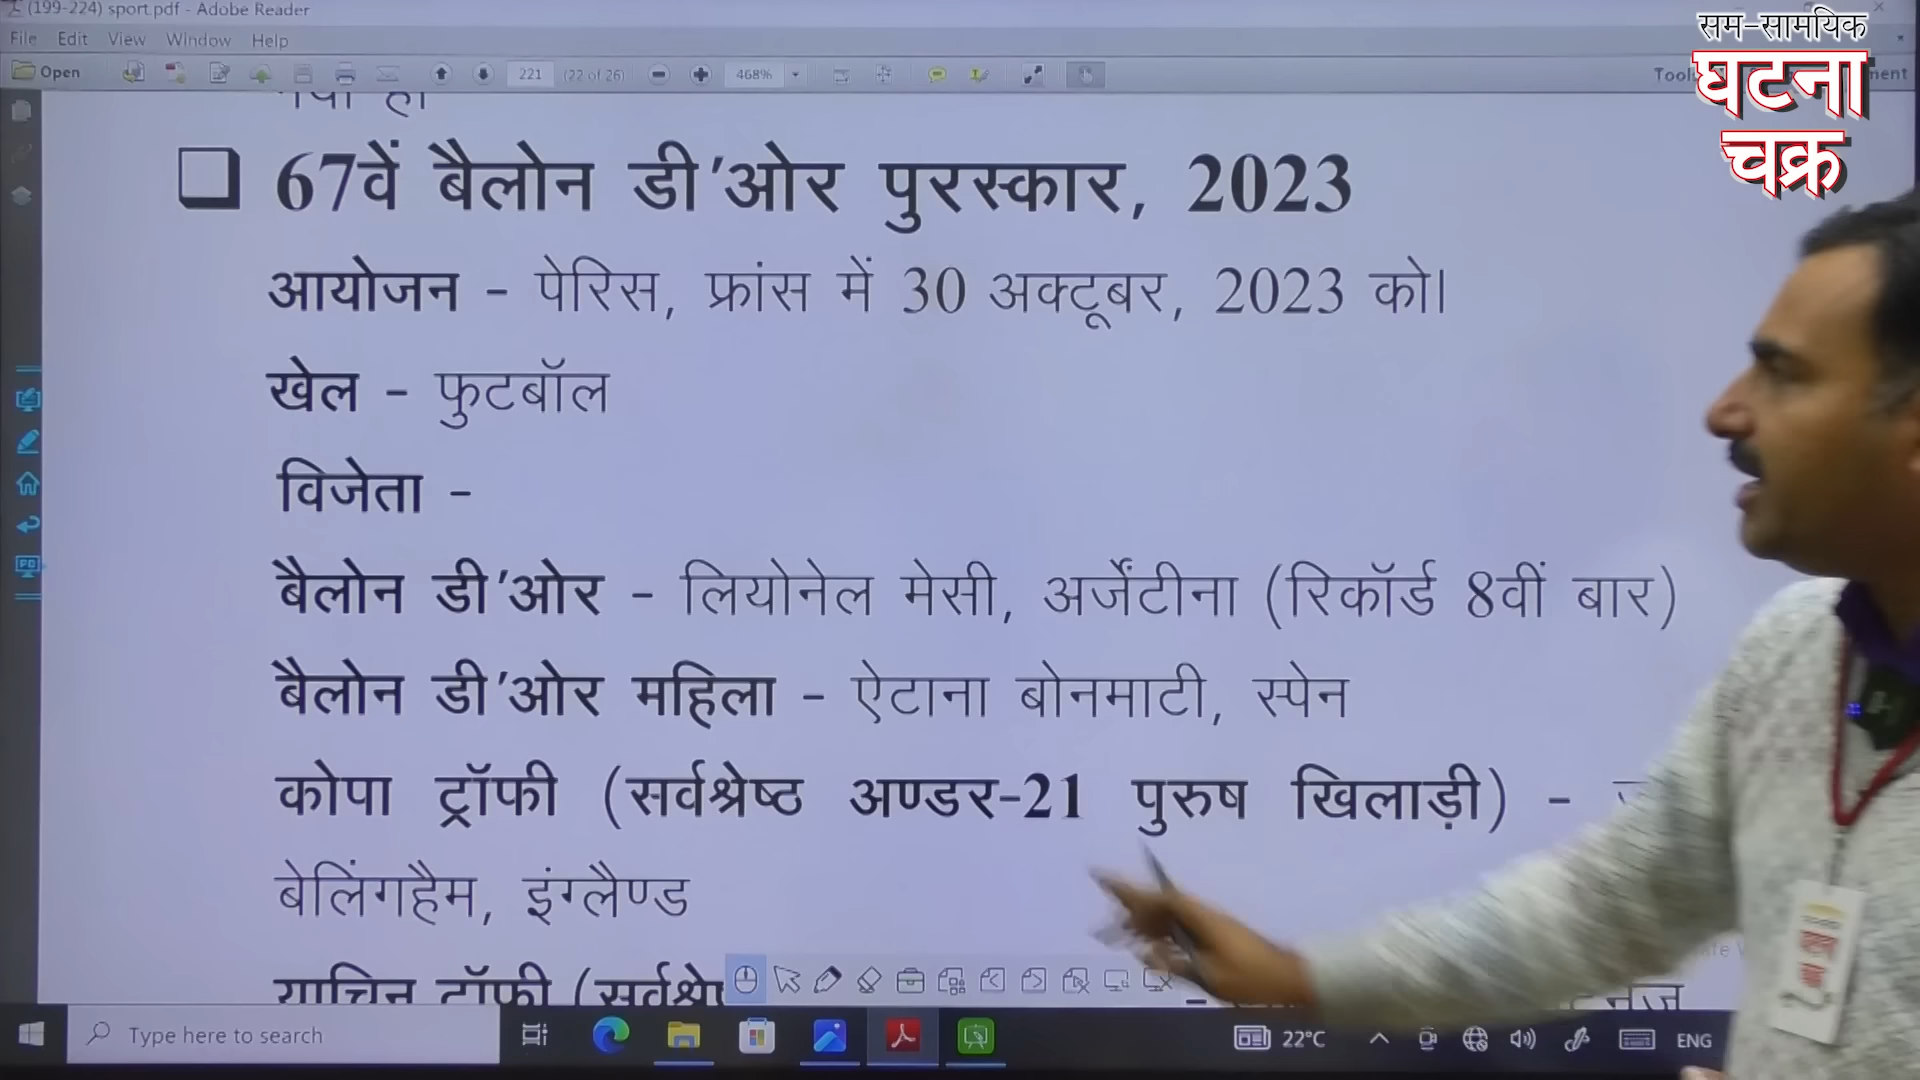 (199-224) sport.pdf - Adobe Reader
File Edit View Window Help
Open 221 (22 of 26) 468%
सम-सामयिक
घटना
चक्र
❑ 67वें बैलोन डी'ओर पुरस्कार, 2023
आयोजन - पेरिस, फ्रांस में 30 अक्टूबर, 2023 को।
खेल - फुटबॉल
विजेता -
बैलोन डी'ओर - लियोनेल मेसी, अर्जेंटीना (रिकॉर्ड 8वीं बार)
बैलोन डी'ओर महिला - ऐटाना बोनमाटी, स्पेन
कोपा ट्रॉफी (सर्वश्रेष्ठ अण्डर-21 पुरुष खिलाड़ी) -
बेलिंगहैम, इंग्लैण्ड
याचिन ट्रॉफी
Type here to search 22°C ENG